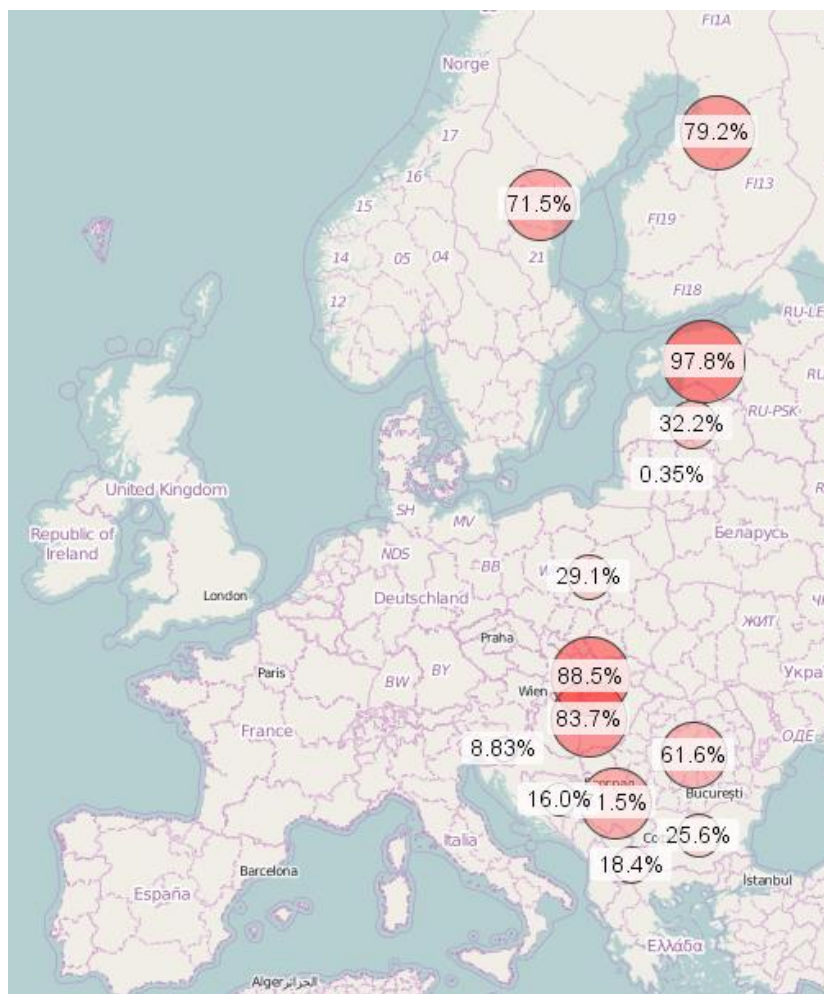 FI1A
Norge
79.2%
17
FI13
16
71.5%
15
FI19
14
05
04
21
12
FI18
RU-LE
97.8%
RU-PSK
32.2%
0.35%
United Kingdom
SH
MV
Republic of
Ireland
Беларусь
NDS
BB
29.1%
London
Deutschland
ЖИТ
Praha
BY
Paris
BW
88.5%
Wien
Украї
83.7%
France
ОДЕ
8.83%
61.6%
București
16.0%
1.5%
25.6%
Italia
18.4%
Barcelona
İstanbul
España
Ελλάδα
Alger الجزائر